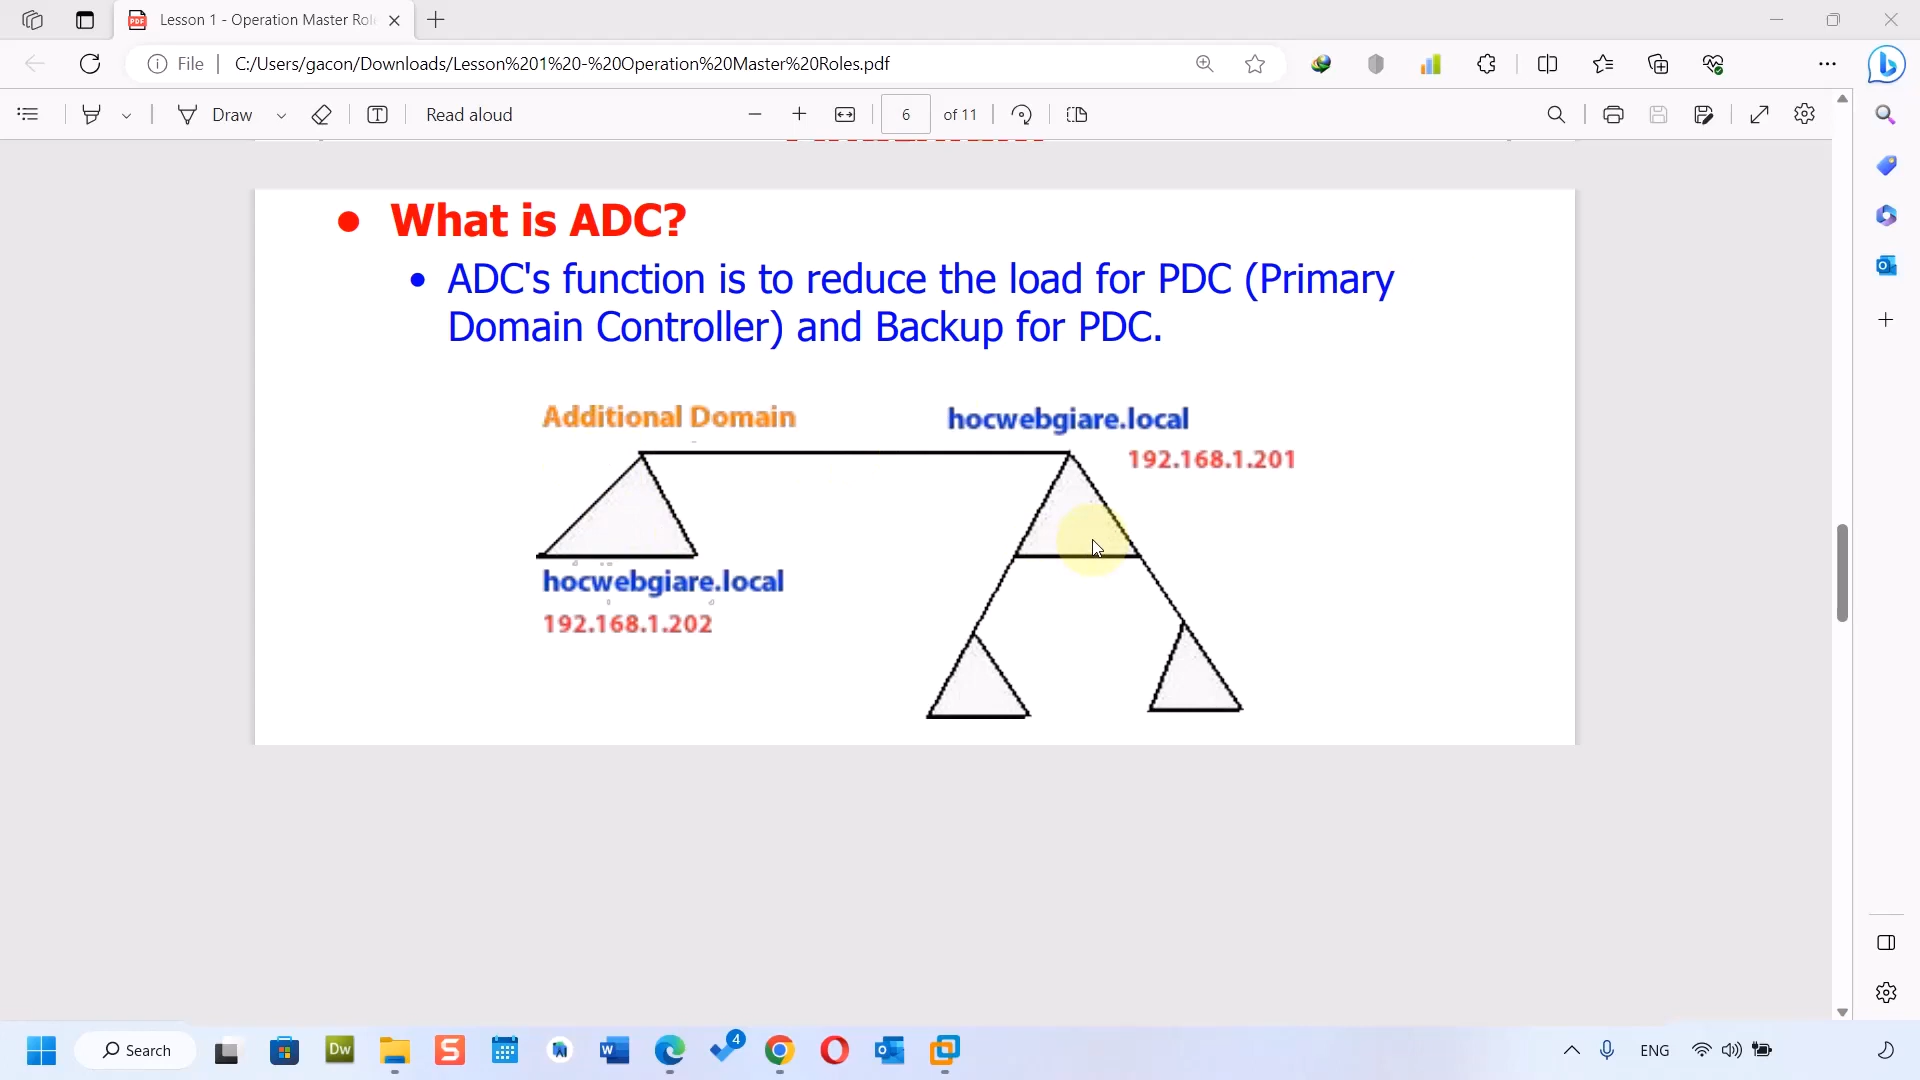 Lesson 1 - Operation Master Rol
File
C:/Users/gacon/Downloads/Lesson%201%20-%20Operation%20Master%20Roles.pdf
Draw
Read aloud
6
of 11
What is ADC?
ADC's function is to reduce the load for PDC (Primary
Domain Controller) and Backup for PDC.
Additional Domain
hocwebgiare.local
192.168.1.201
hocwebgiare.local
192.168.1.202
Search
Dw
4
ENG